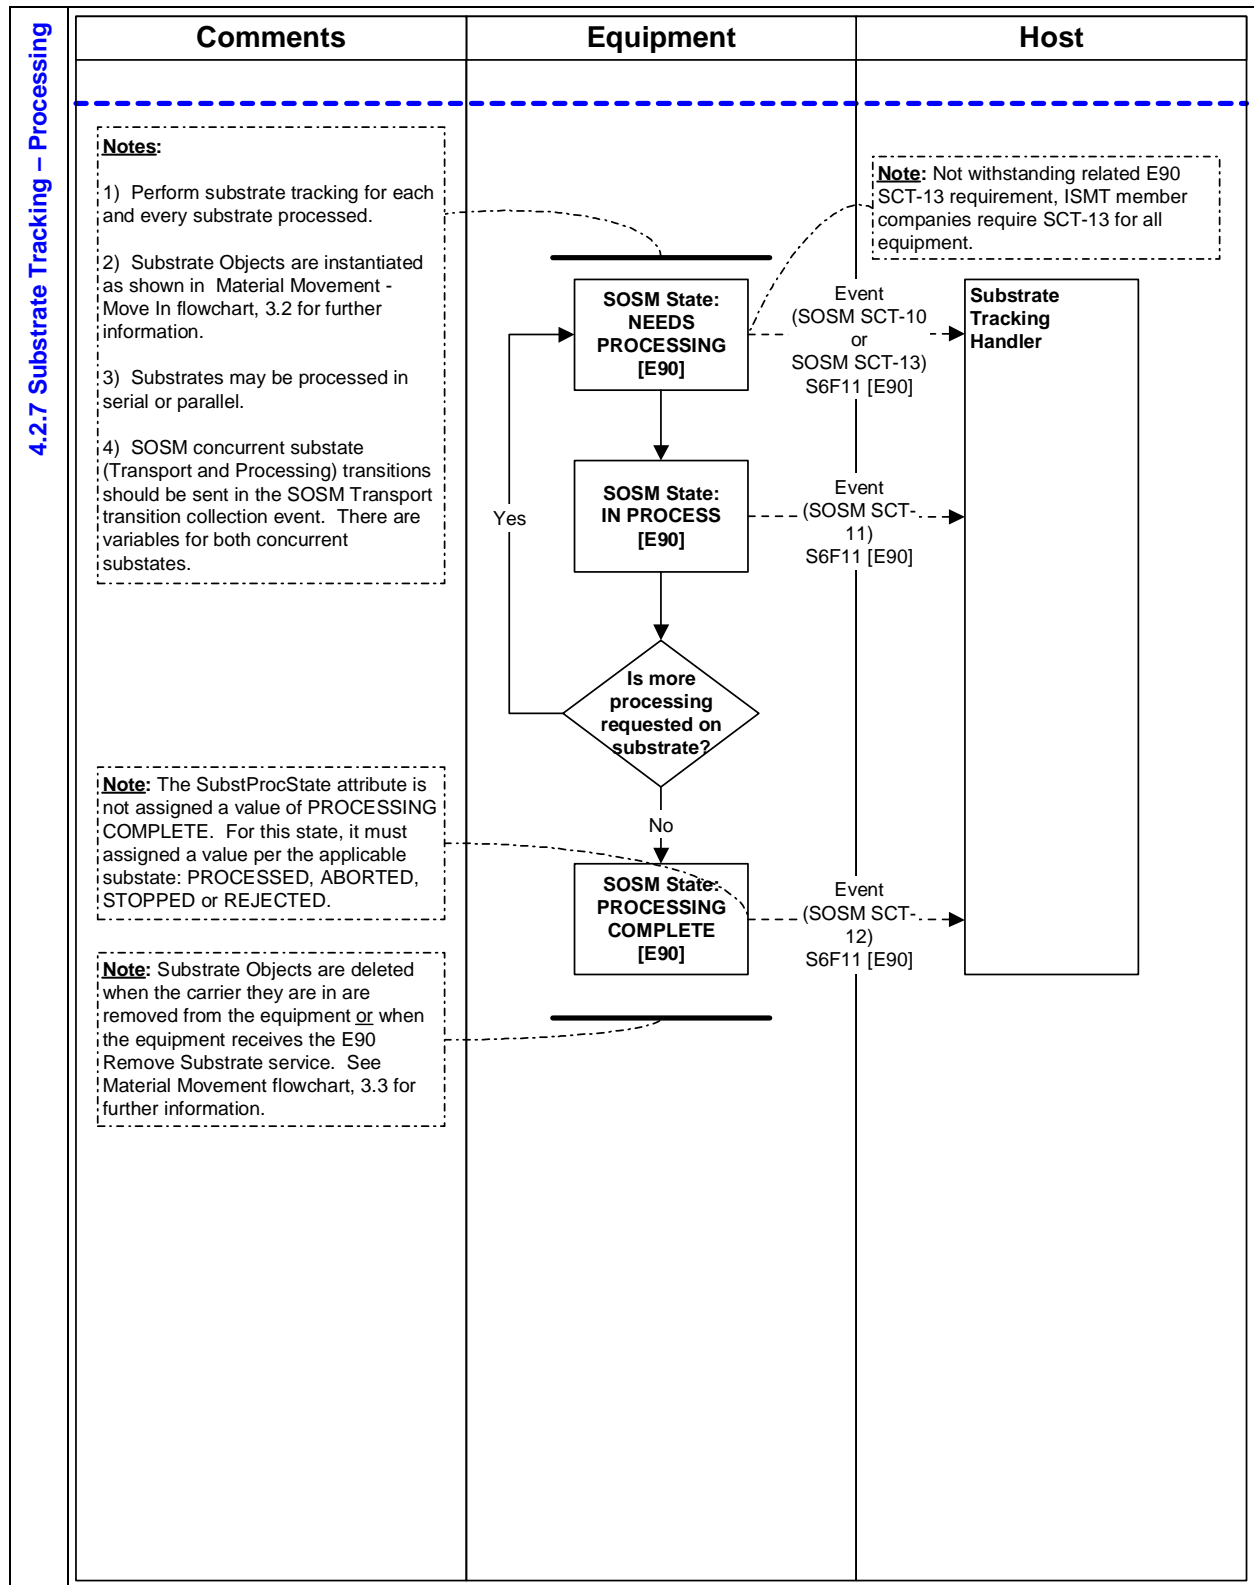 4.2.7 Substrate Tracking – Processing
Comments
Equipment
Host
Notes:
1) Perform substrate tracking for each
and every substrate processed.
2) Substrate Objects are instantiated
as shown in Material Movement -
Move In flowchart, 3.2 for further
information.
3) Substrates may be processed in
serial or parallel.
4) SOSM concurrent substate
(Transport and Processing) transitions
should be sent in the SOSM Transport
transition collection event. There are
variables for both concurrent
substates.
Note: Not withstanding related E90
SCT-13 requirement, ISMT member
companies require SCT-13 for all
equipment.
SOSM State:
NEEDS
PROCESSING
[E90]
Event
(SOSM SCT-10
or
SOSM SCT-13)
S6F11 [E90]
Substrate
Tracking
Handler
SOSM State:
IN PROCESS
[E90]
Event
(SOSM SCT-
11)
S6F11 [E90]
Yes
Is more
processing
requested on
substrate?
No
Note: The SubstProcState attribute is
not assigned a value of PROCESSING
COMPLETE. For this state, it must
assigned a value per the applicable
substate: PROCESSED, ABORTED,
STOPPED or REJECTED.
SOSM State:
PROCESSING
COMPLETE
[E90]
Event
(SOSM SCT-
12)
S6F11 [E90]
Note: Substrate Objects are deleted
when the carrier they are in are
removed from the equipment or when
the equipment receives the E90
Remove Substrate service. See
Material Movement flowchart, 3.3 for
further information.